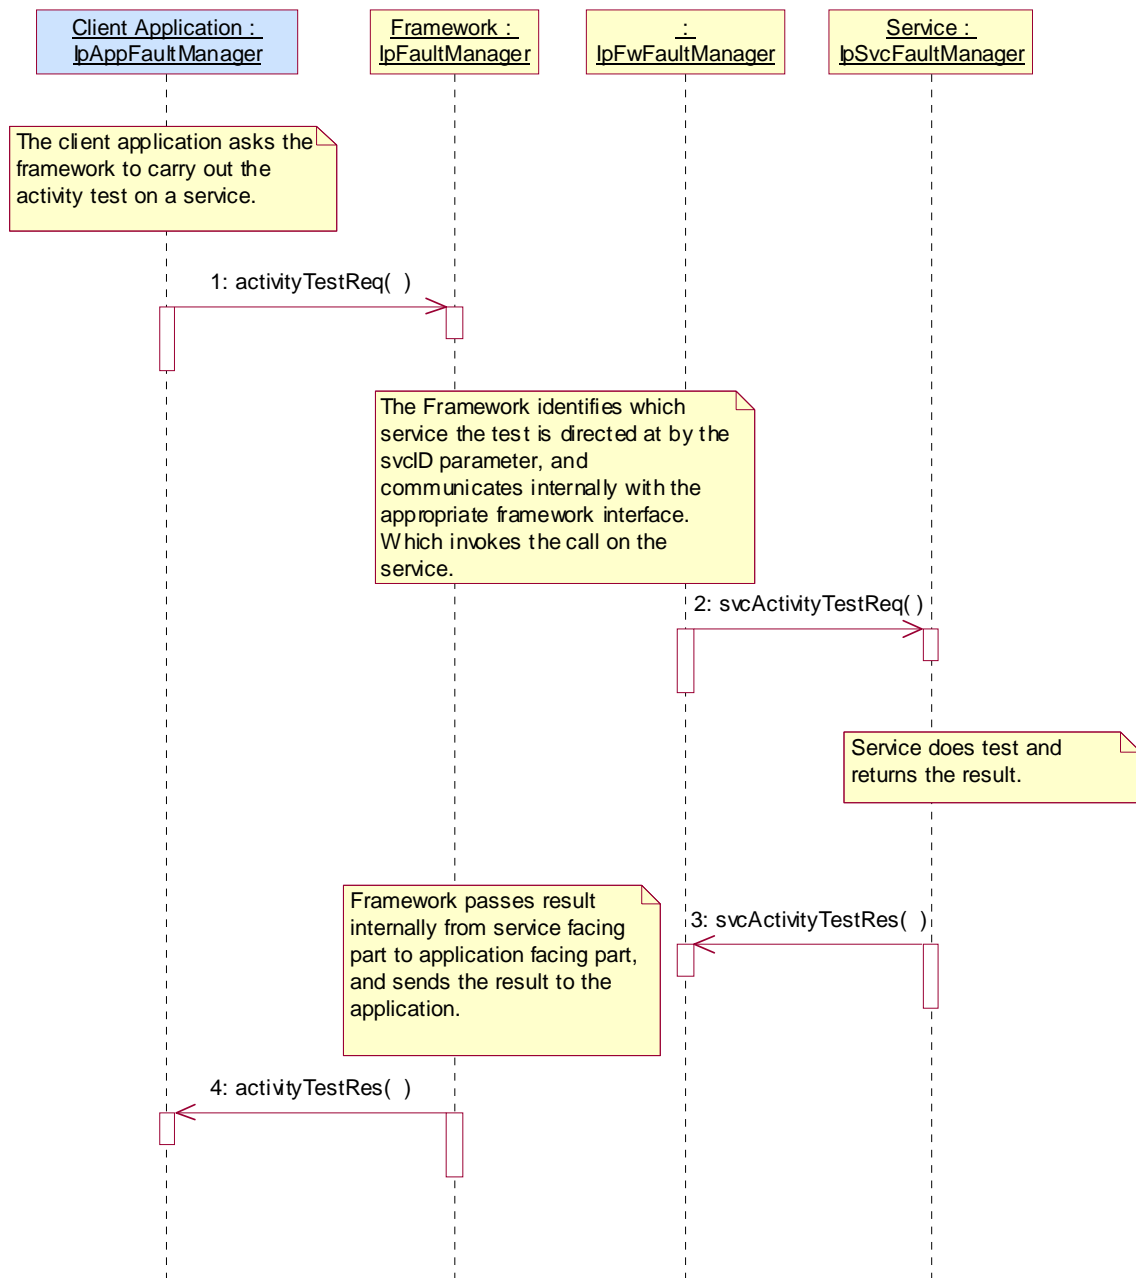 Client Application :
IpAppFaultManager
Framework :
IpFaultManager
:
IpFwFaultManager
Service :
IpSvcFaultManager
The client application asks the
framework to carry out the
activity test on a service.
1: activityTestReq(  )
The Framework identifies which
service the test is directed at by the
svcID parameter, and
communicates internally with the
appropriate framework interface.
Which invokes the call on the
service.
2: svcActivityTestReq( )
Service does test and
returns the result.
Framework passes result
internally from service facing
part to application facing part,
and sends the result to the
application.
3: svcActivityTestRes(  )
4: activityTestRes(  )